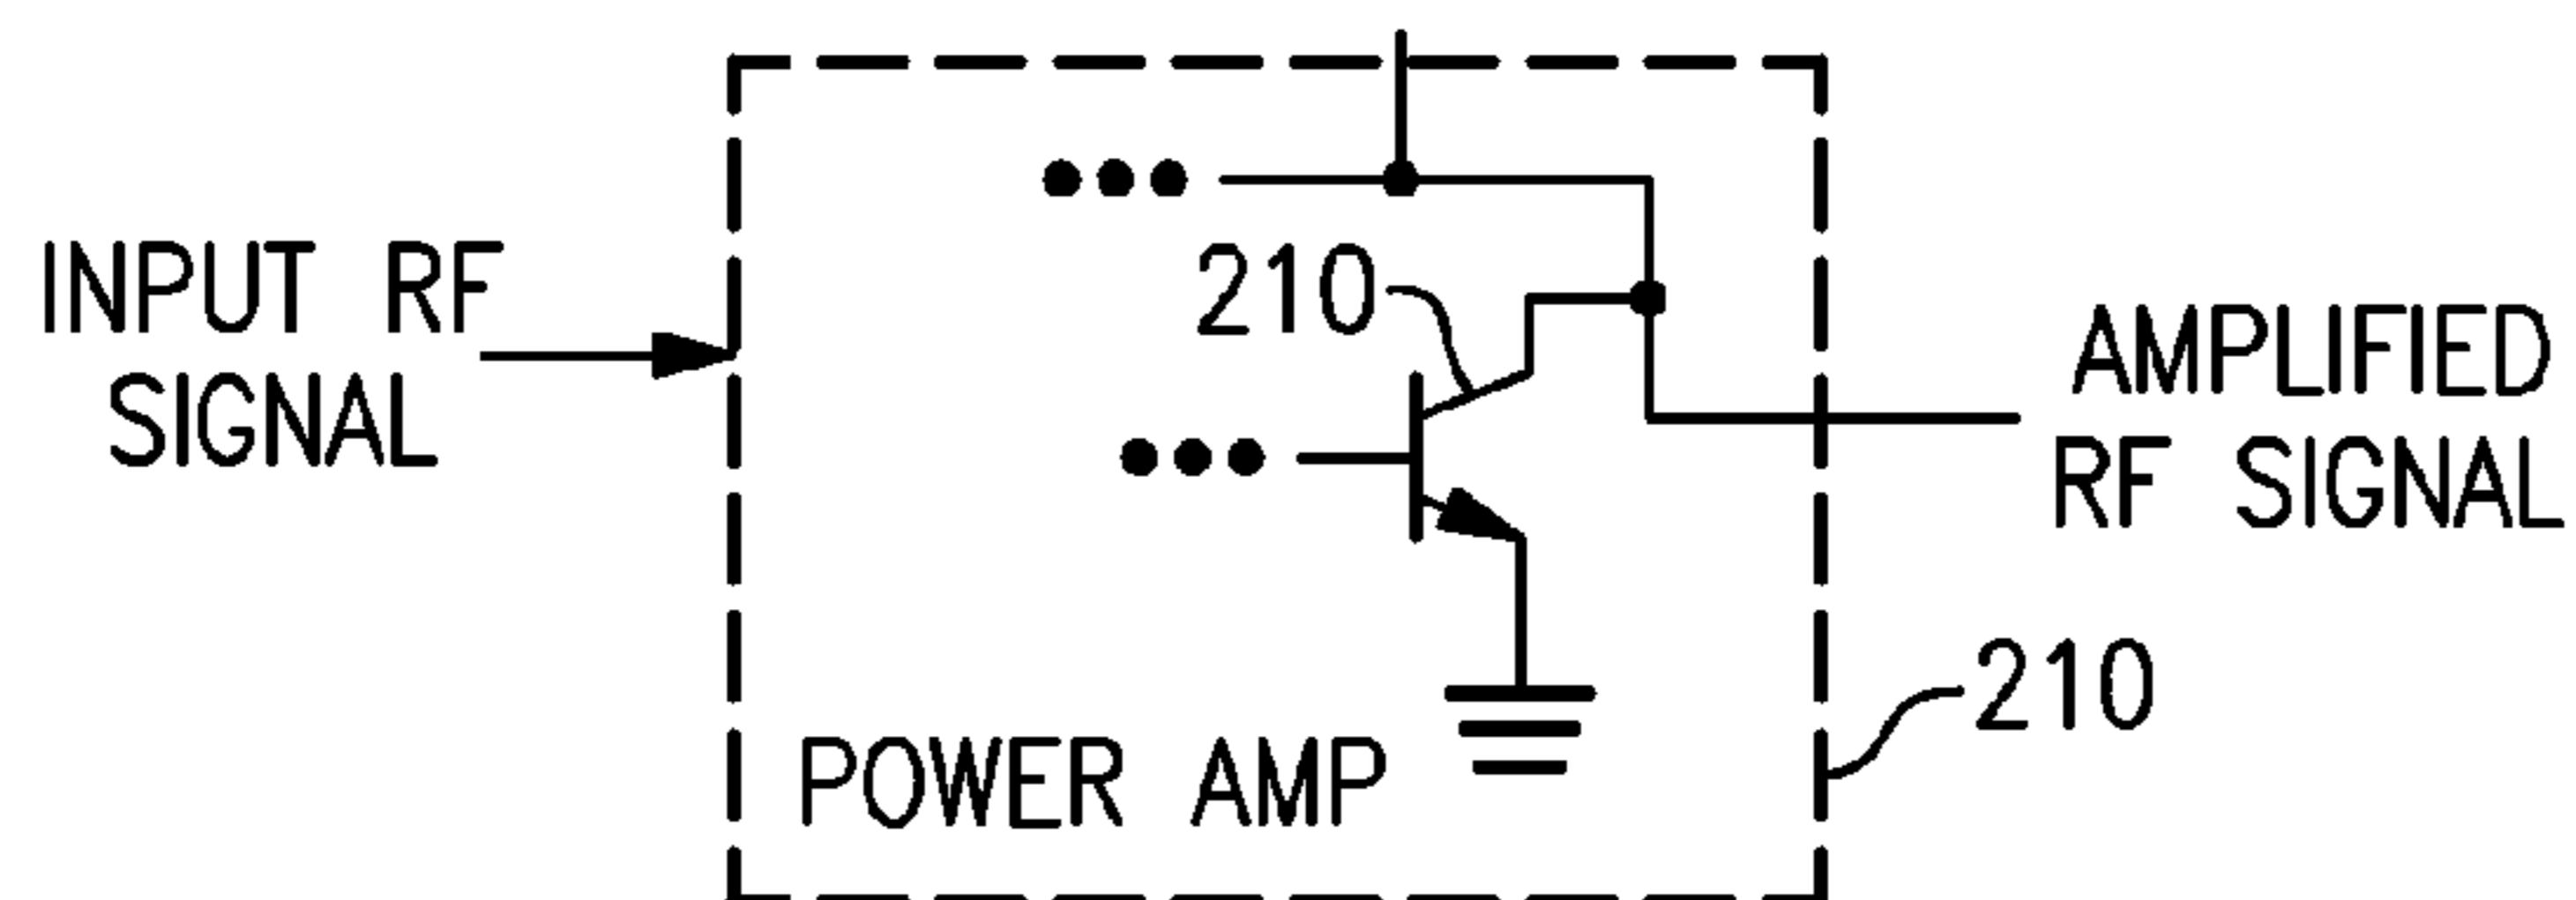 INPUT RF
SIGNAL
210
AMPLIFIED
RF SIGNAL
210
POWER AMP